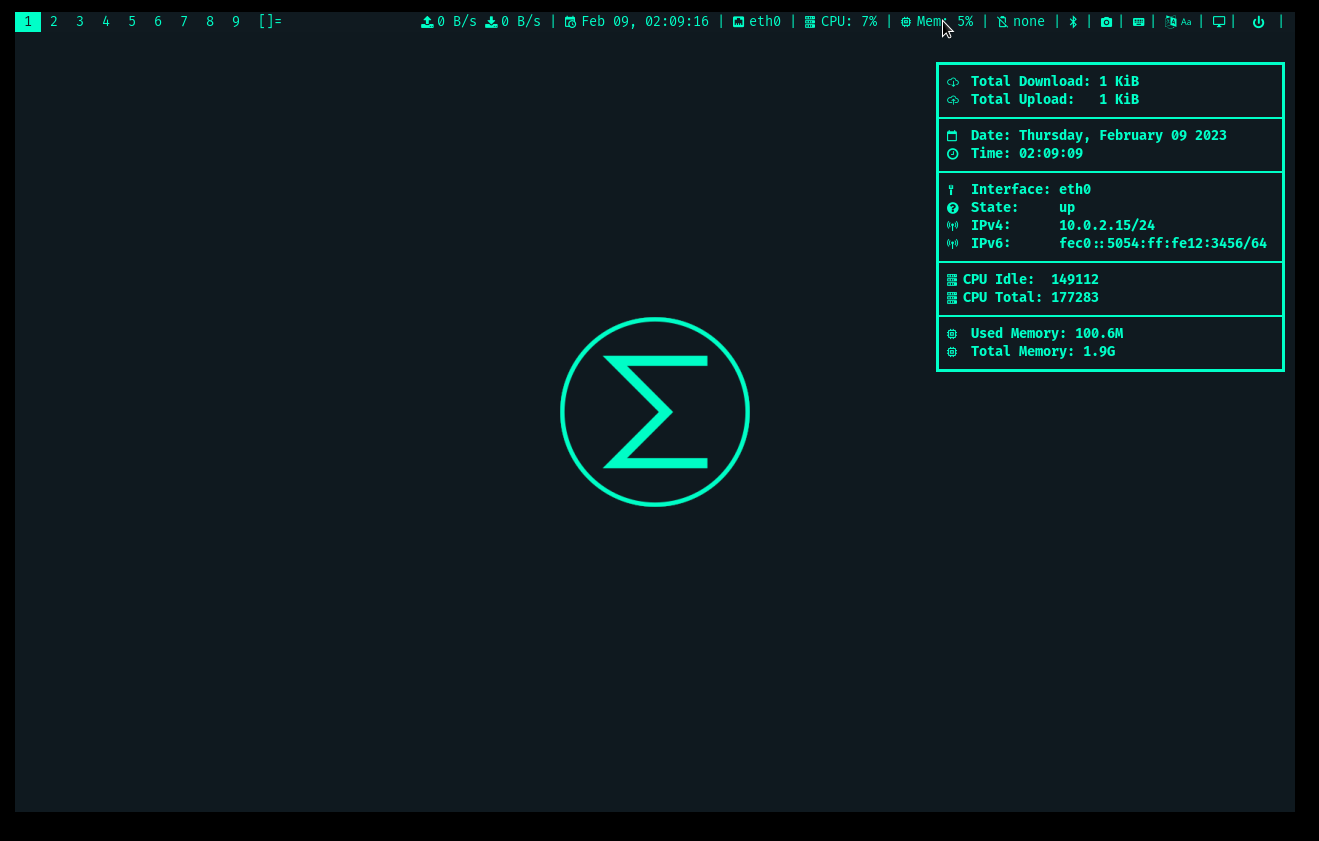 1 2 3 4 5 6 7 8 9 []= 0 B/s 0 B/s | Feb 09, 02:09:16 | eth0 | CPU: 7% | Mem: 5% | none | | | | Aa | | |
Total Download: 1 KiB
Total Upload: 1 KiB
Date: Thursday, February 09 2023
Time: 02:09:09
Interface: eth0
State: up
IPv4: 10.0.2.15/24
IPv6: fec0::5054:ff:fe12:3456/64
CPU Idle: 149112
CPU Total: 177283
Used Memory: 100.6M
Total Memory: 1.9G
Σ